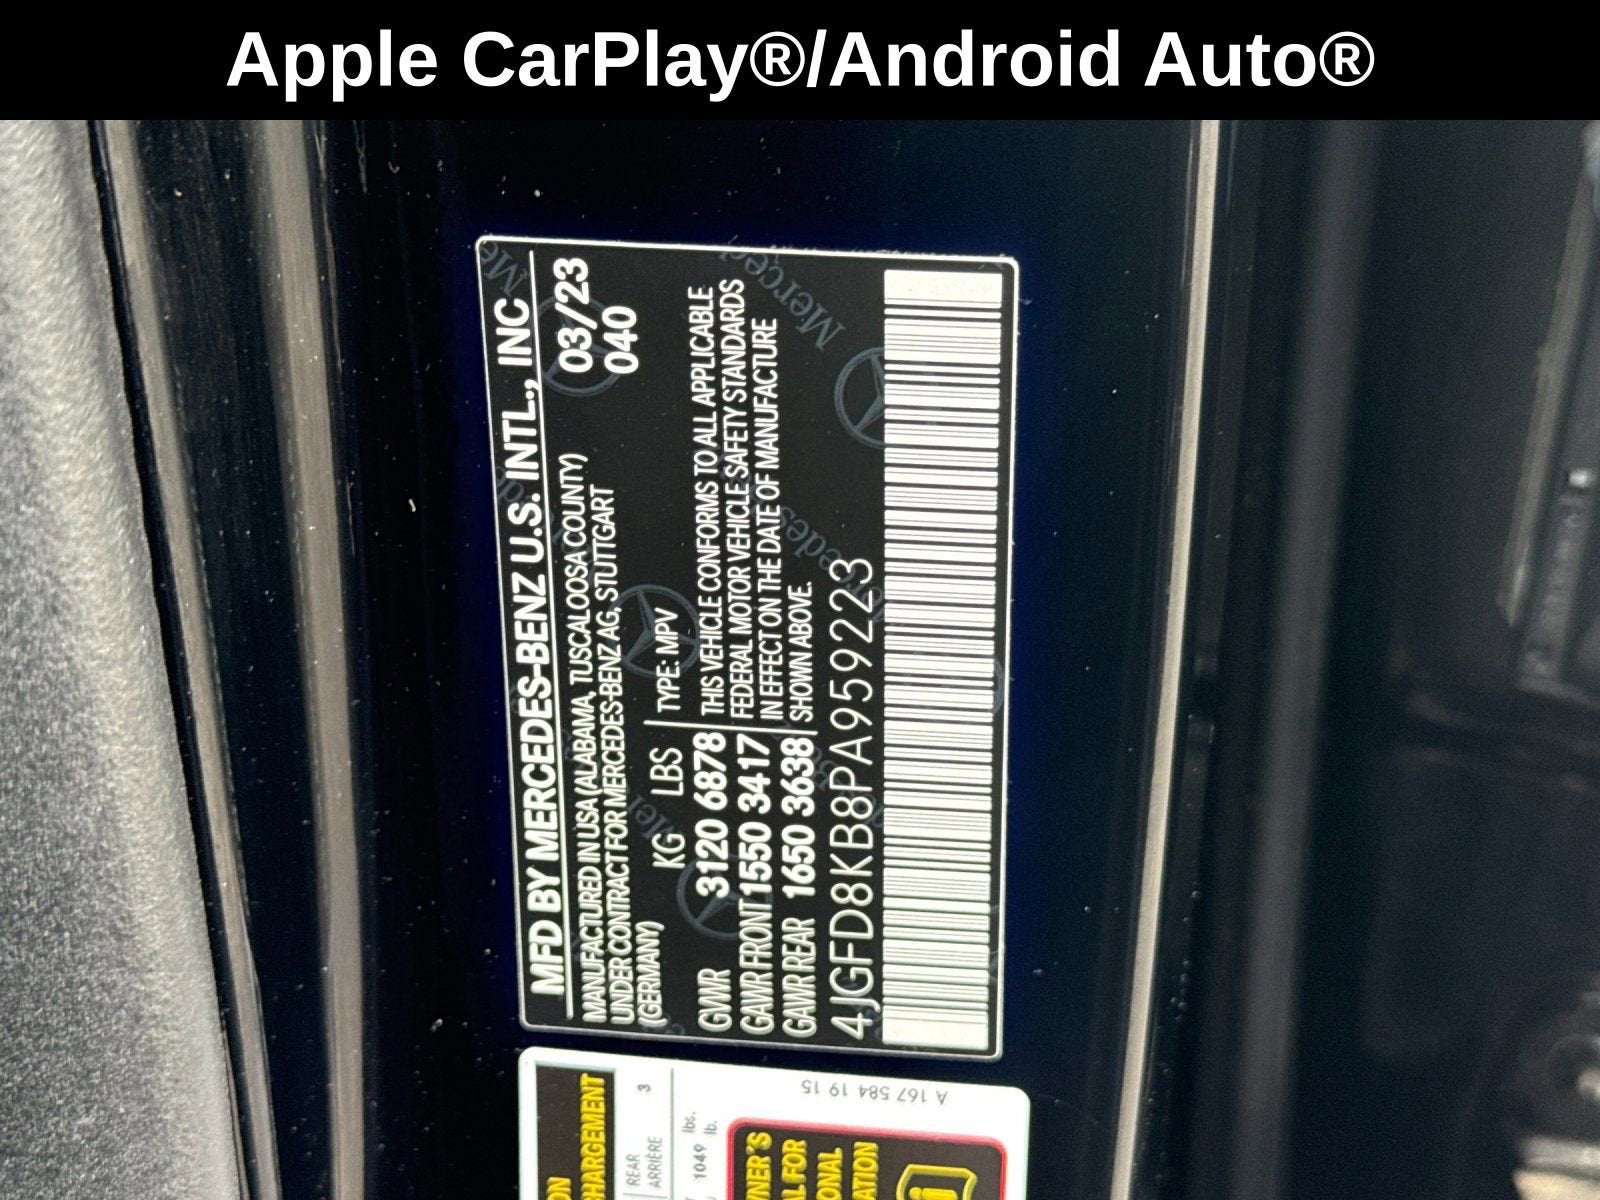 Apple CarPlay®/Android Auto®
MFD BY MERCEDES-BENZ U.S. INTL., INC
MANUFACTURED IN USA (ALABAMA, TUSCALOOSA COUNTY) 03/23
UNDER CONTRACT FOR MERCEDES-BENZ AG, STUTTGART 040
(GERMANY)
KG LBS TYPE: MPV
GVWR 3120 6878 THIS VEHICLE CONFORMS TO ALL APPLICABLE
GAWR FRONT 1550 3417 FEDERAL MOTOR VEHICLE SAFETY STANDARDS
IN EFFECT ON THE DATE OF MANUFACTURE
GAWR REAR 1650 3638 SHOWN ABOVE.
4JGFD8KB8PA959223
CHARGEMENT
REAR 3
ARRIÈRE
1049 lbs.
lb.
A 167 584 19 15